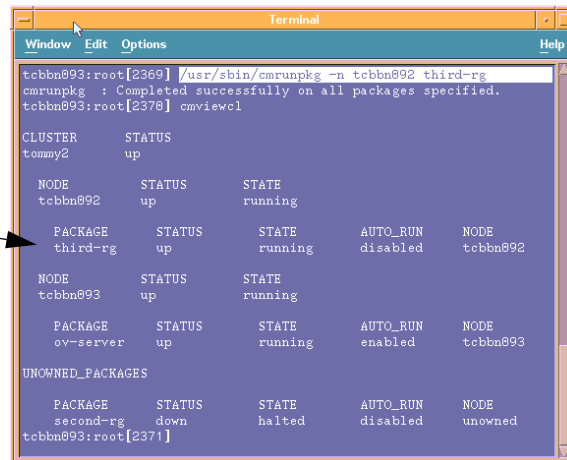 Terminal
Window Edit Options Help
tcbbn093:root[2369] /usr/sbin/cmrunpkg -n tcbbn092 third-rg
cmrunpkg : Completed successfully on all packages specified.
tcbbn093:root[2370] cmviewcl
CLUSTER STATUS
tommy2 up
NODE STATUS STATE
tcbbn092 up running
PACKAGE STATUS STATE AUTO_RUN NODE
third-rg up running disabled tcbbn092
NODE STATUS STATE
tcbbn093 up running
PACKAGE STATUS STATE AUTO_RUN NODE
ov-server up running enabled tcbbn093
UNOWNED_PACKAGES
PACKAGE STATUS STATE AUTO_RUN NODE
second-rg down halted disabled unowned
tcbbn093:root[2371]